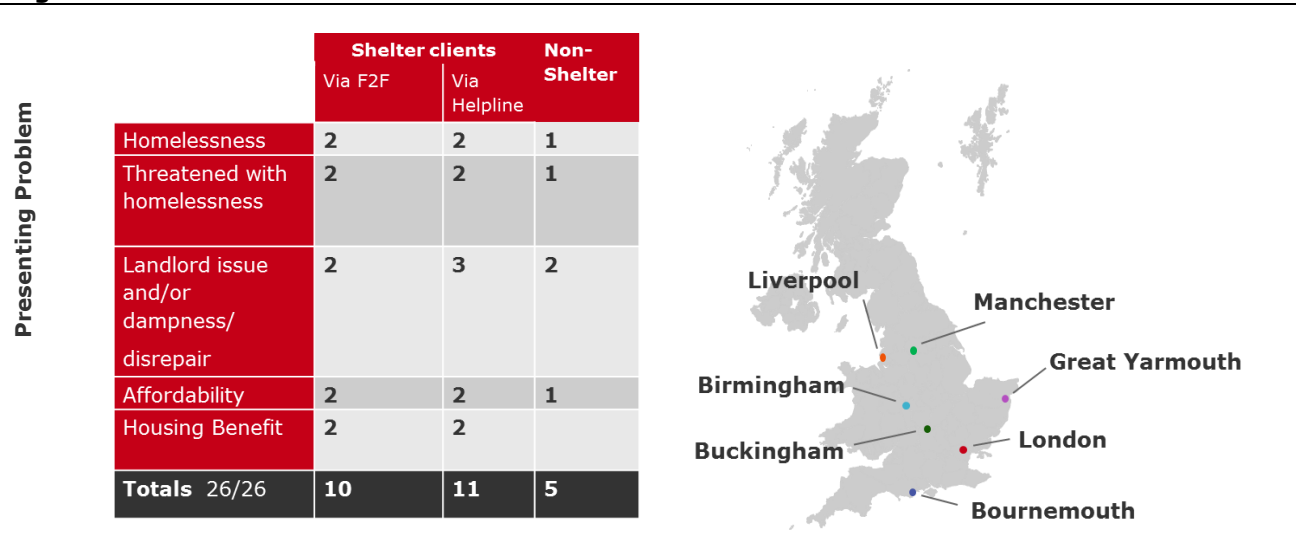 Presenting Problem
Shelter clients
Non-
Shelter
Via F2F
Via
Helpline
Homelessness 2 2 1
Threatened with 2 2 1
homelessness
Landlord issue 2 3 2
and/or
dampness/
disrepair
Affordability 2 2 1
Housing Benefit 2 2
Totals 26/26 10 11 5
Liverpool
Manchester
Great Yarmouth
Birmingham
London
Buckingham
Bournemouth